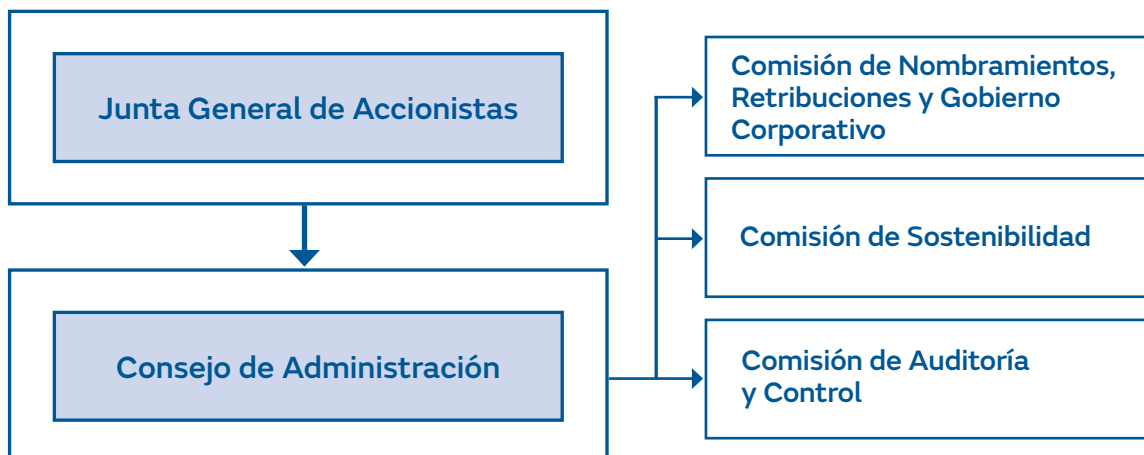 Junta General de Accionistas
Consejo de Administración
Comisión de Nombramientos,
Retribuciones y Gobierno
Corporativo
Comisión de Sostenibilidad
Comisión de Auditoría
y Control